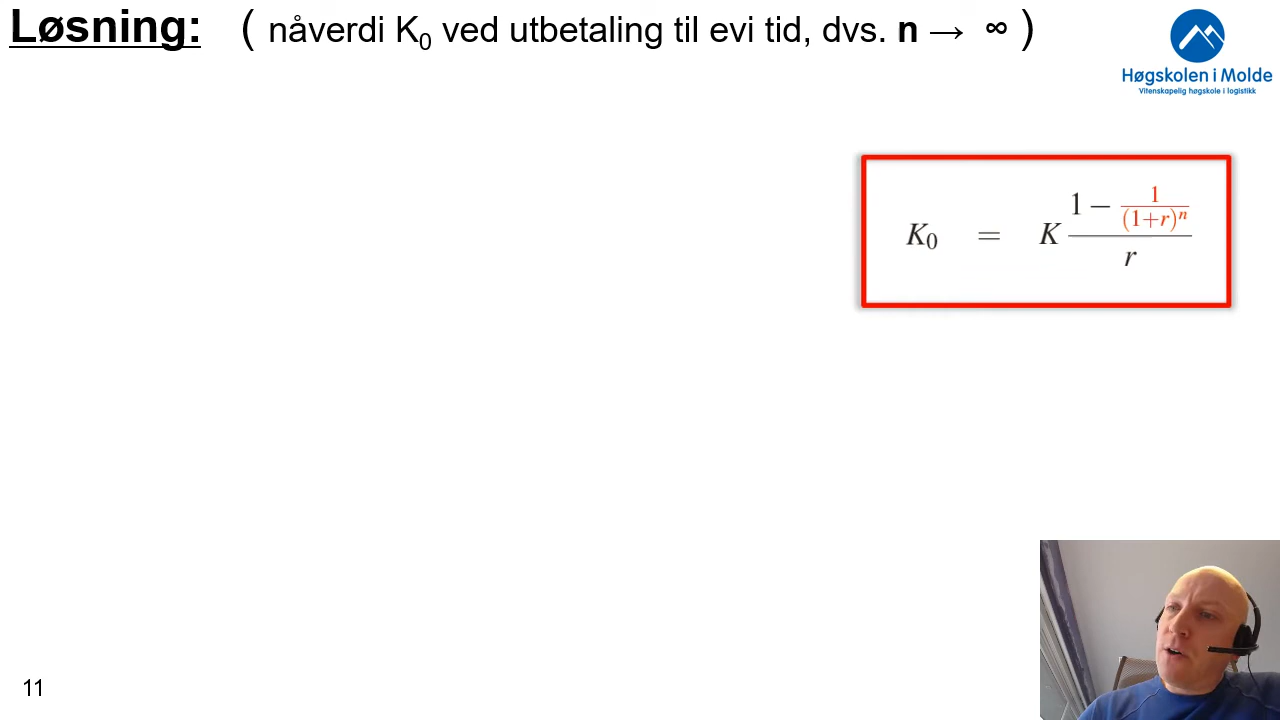 Løsning: ( nåverdi K₀ ved utbetaling til evi tid, dvs. n → ∞ )
Høgskolen i Molde
Vitenskapelig høgskole i logistikk
K₀ = K (1 − 1/(1+r)ⁿ)/r
11